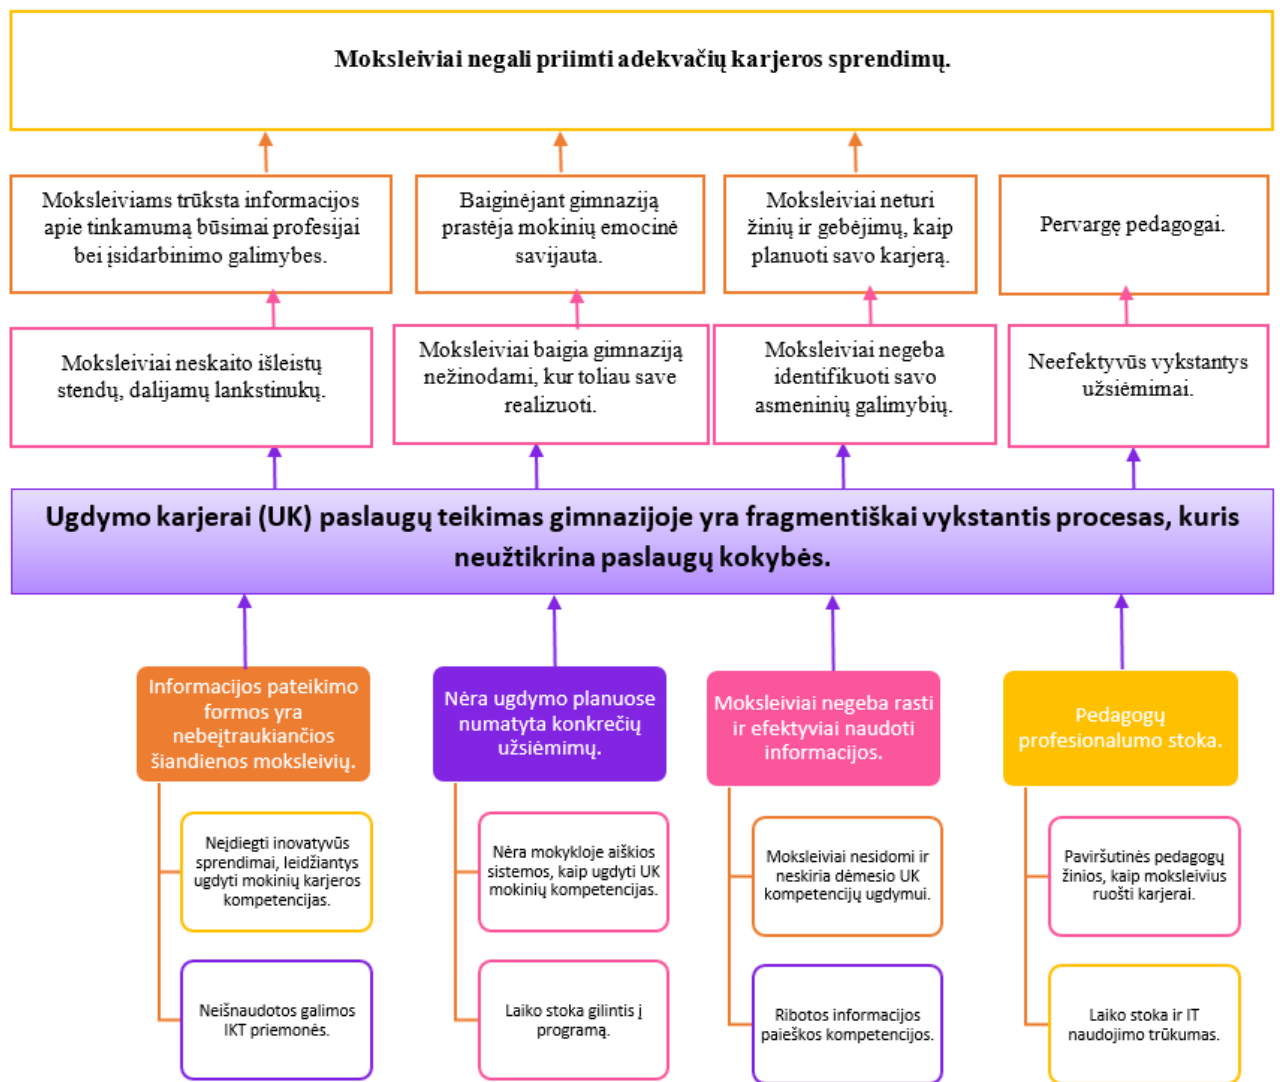 Moksleiviai negali priimti adekvačių karjeros sprendimų.
Moksleiviams trūksta informacijos
apie tinkamumą būsimai profesijai
bei įsidarbinimo galimybes.
Baiginėjant gimnaziją
prastėja mokinių emocinė
savijauta.
Moksleiviai neturi
žinių ir gebėjimų, kaip
planuoti savo karjerą.
Pervargę pedagogai.
Moksleiviai neskaito išleistų
stendų, dalijamų lankstinukų.
Moksleiviai baigia gimnaziją
nežinodami, kur toliau save
realizuoti.
Moksleiviai negeba
identifikuoti savo
asmeninių galimybių.
Neefektyvūs vykstantys
užsiėmimai.
Ugdymo karjerai (UK) paslaugų teikimas gimnazijoje yra fragmentiškai vykstantis procesas, kuris
neužtikrina paslaugų kokybės.
Informacijos pateikimo
formos yra
nebeįtraukiančios
šiandienos moksleivių.
Nėra ugdymo planuose
numatyta konkrečių
užsiėmimų.
Moksleiviai negeba rasti
ir efektyviai naudoti
informacijos.
Pedagogų
profesionalumo stoka.
Neįdiegti inovatyvūs
sprendimai, leidžiantys
ugdyti mokinių karjeros
kompetencijas.
Nėra mokykloje aiškios
sistemos, kaip ugdyti UK
mokinių kompetencijas.
Moksleiviai nesidomi ir
neskiria dėmesio UK
kompetencijų ugdymui.
Paviršutinės pedagogų
žinios, kaip moksleivius
ruošti karjerai.
Neišnaudotos galimos
IKT priemonės.
Laiko stoka gilintis į
programą.
Ribotos informacijos
paieškos kompetencijos.
Laiko stoka ir IT
naudojimo trūkumas.